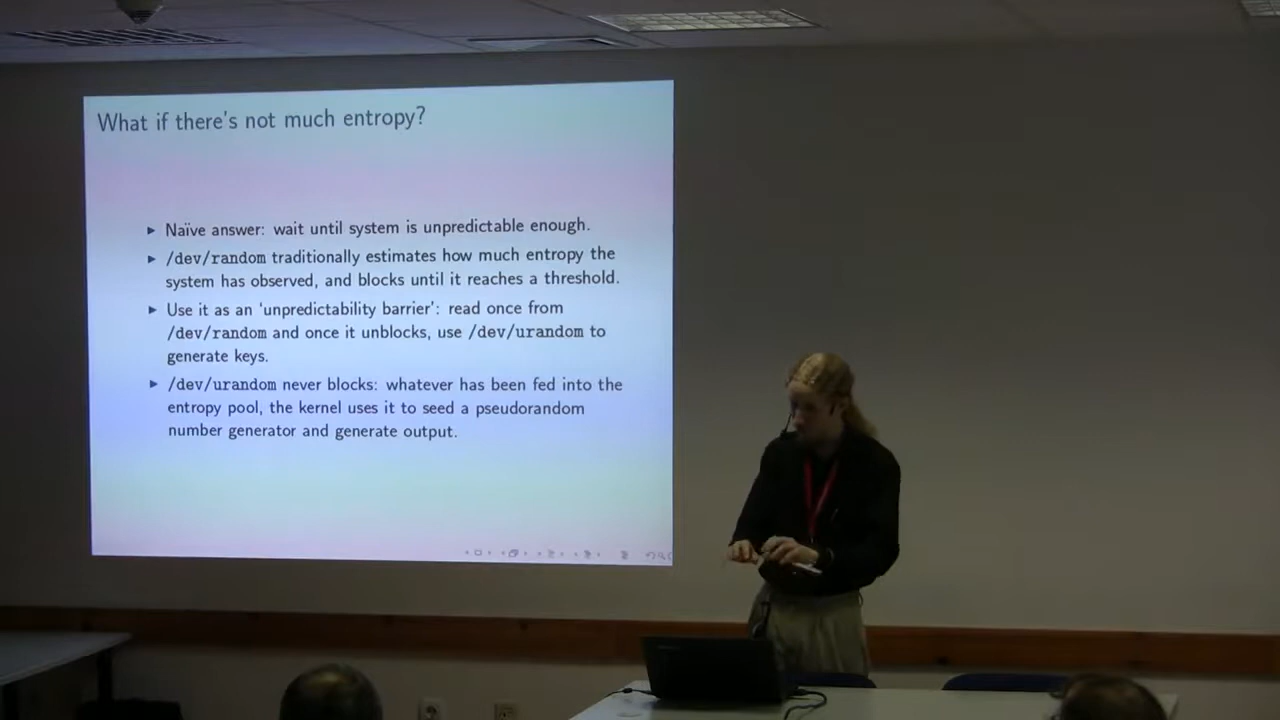 What if there's not much entropy?
▶ Naïve answer: wait until system is unpredictable enough.
▶ /dev/random traditionally estimates how much entropy the
system has observed, and blocks until it reaches a threshold.
▶ Use it as an ‘unpredictability barrier’: read once from
/dev/random and once it unblocks, use /dev/urandom to
generate keys.
▶ /dev/urandom never blocks: whatever has been fed into the
entropy pool, the kernel uses it to seed a pseudorandom
number generator and generate output.